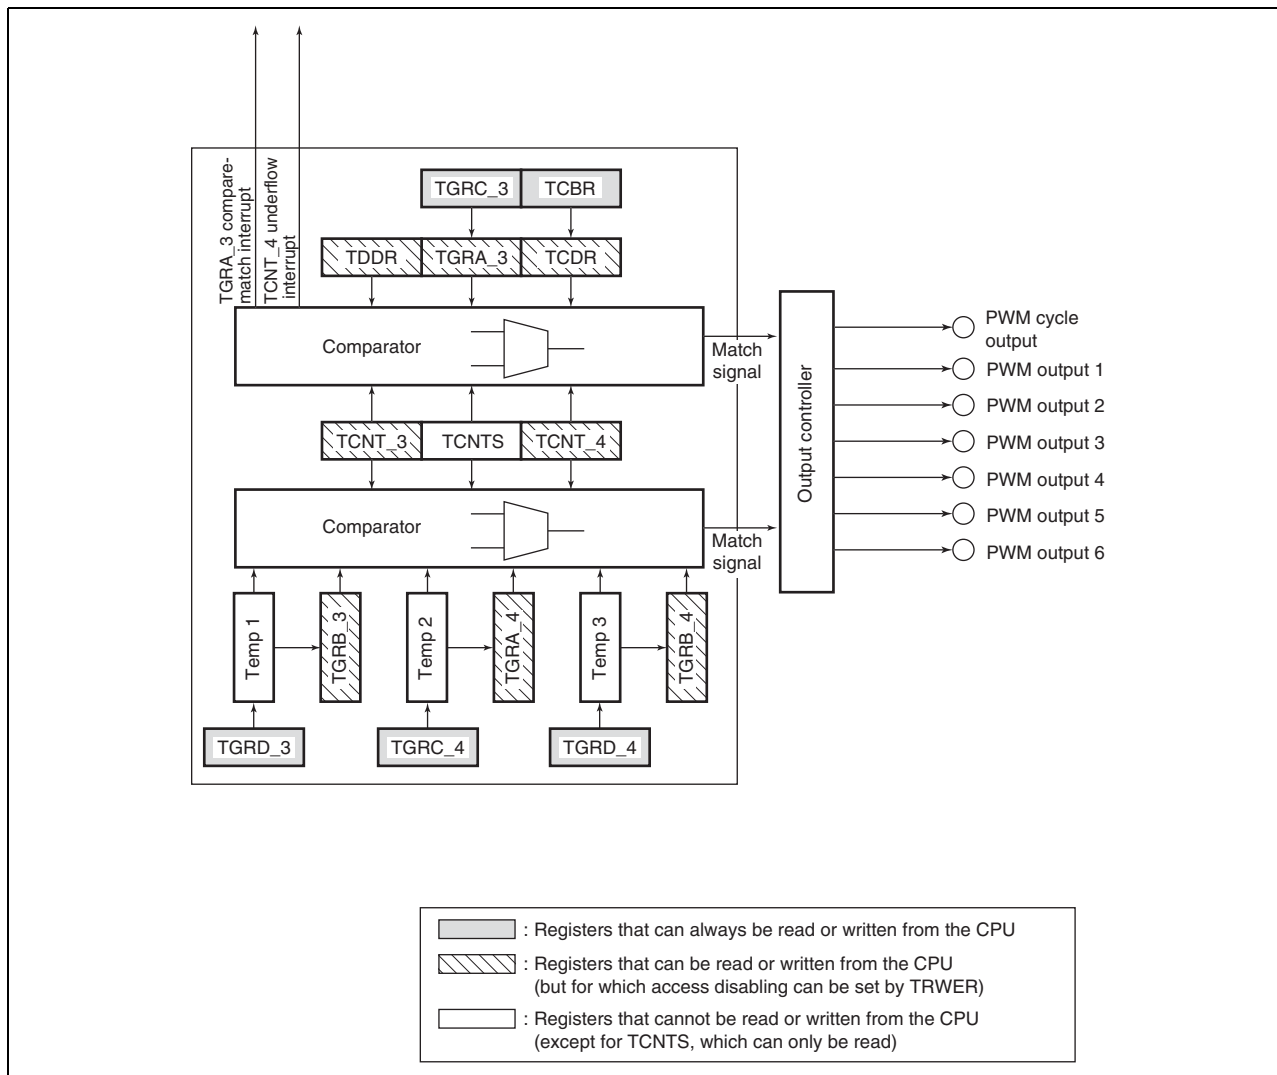 TGRA_3 compare-
match interrupt
TCNT_4 underflow
interrupt
TGRC_3
TCBR
TDDR
TGRA_3
TCDR
Comparator
Match
signal
TCNT_3
TCNTS
TCNT_4
Comparator
Match
signal
Output controller
PWM cycle
output
PWM output 1
PWM output 2
PWM output 3
PWM output 4
PWM output 5
PWM output 6
Temp 1
TGRB_3
Temp 2
TGRA_4
Temp 3
TGRB_4
TGRD_3
TGRC_4
TGRD_4
: Registers that can always be read or written from the CPU
: Registers that can be read or written from the CPU
(but for which access disabling can be set by TRWER)
: Registers that cannot be read or written from the CPU
(except for TCNTS, which can only be read)